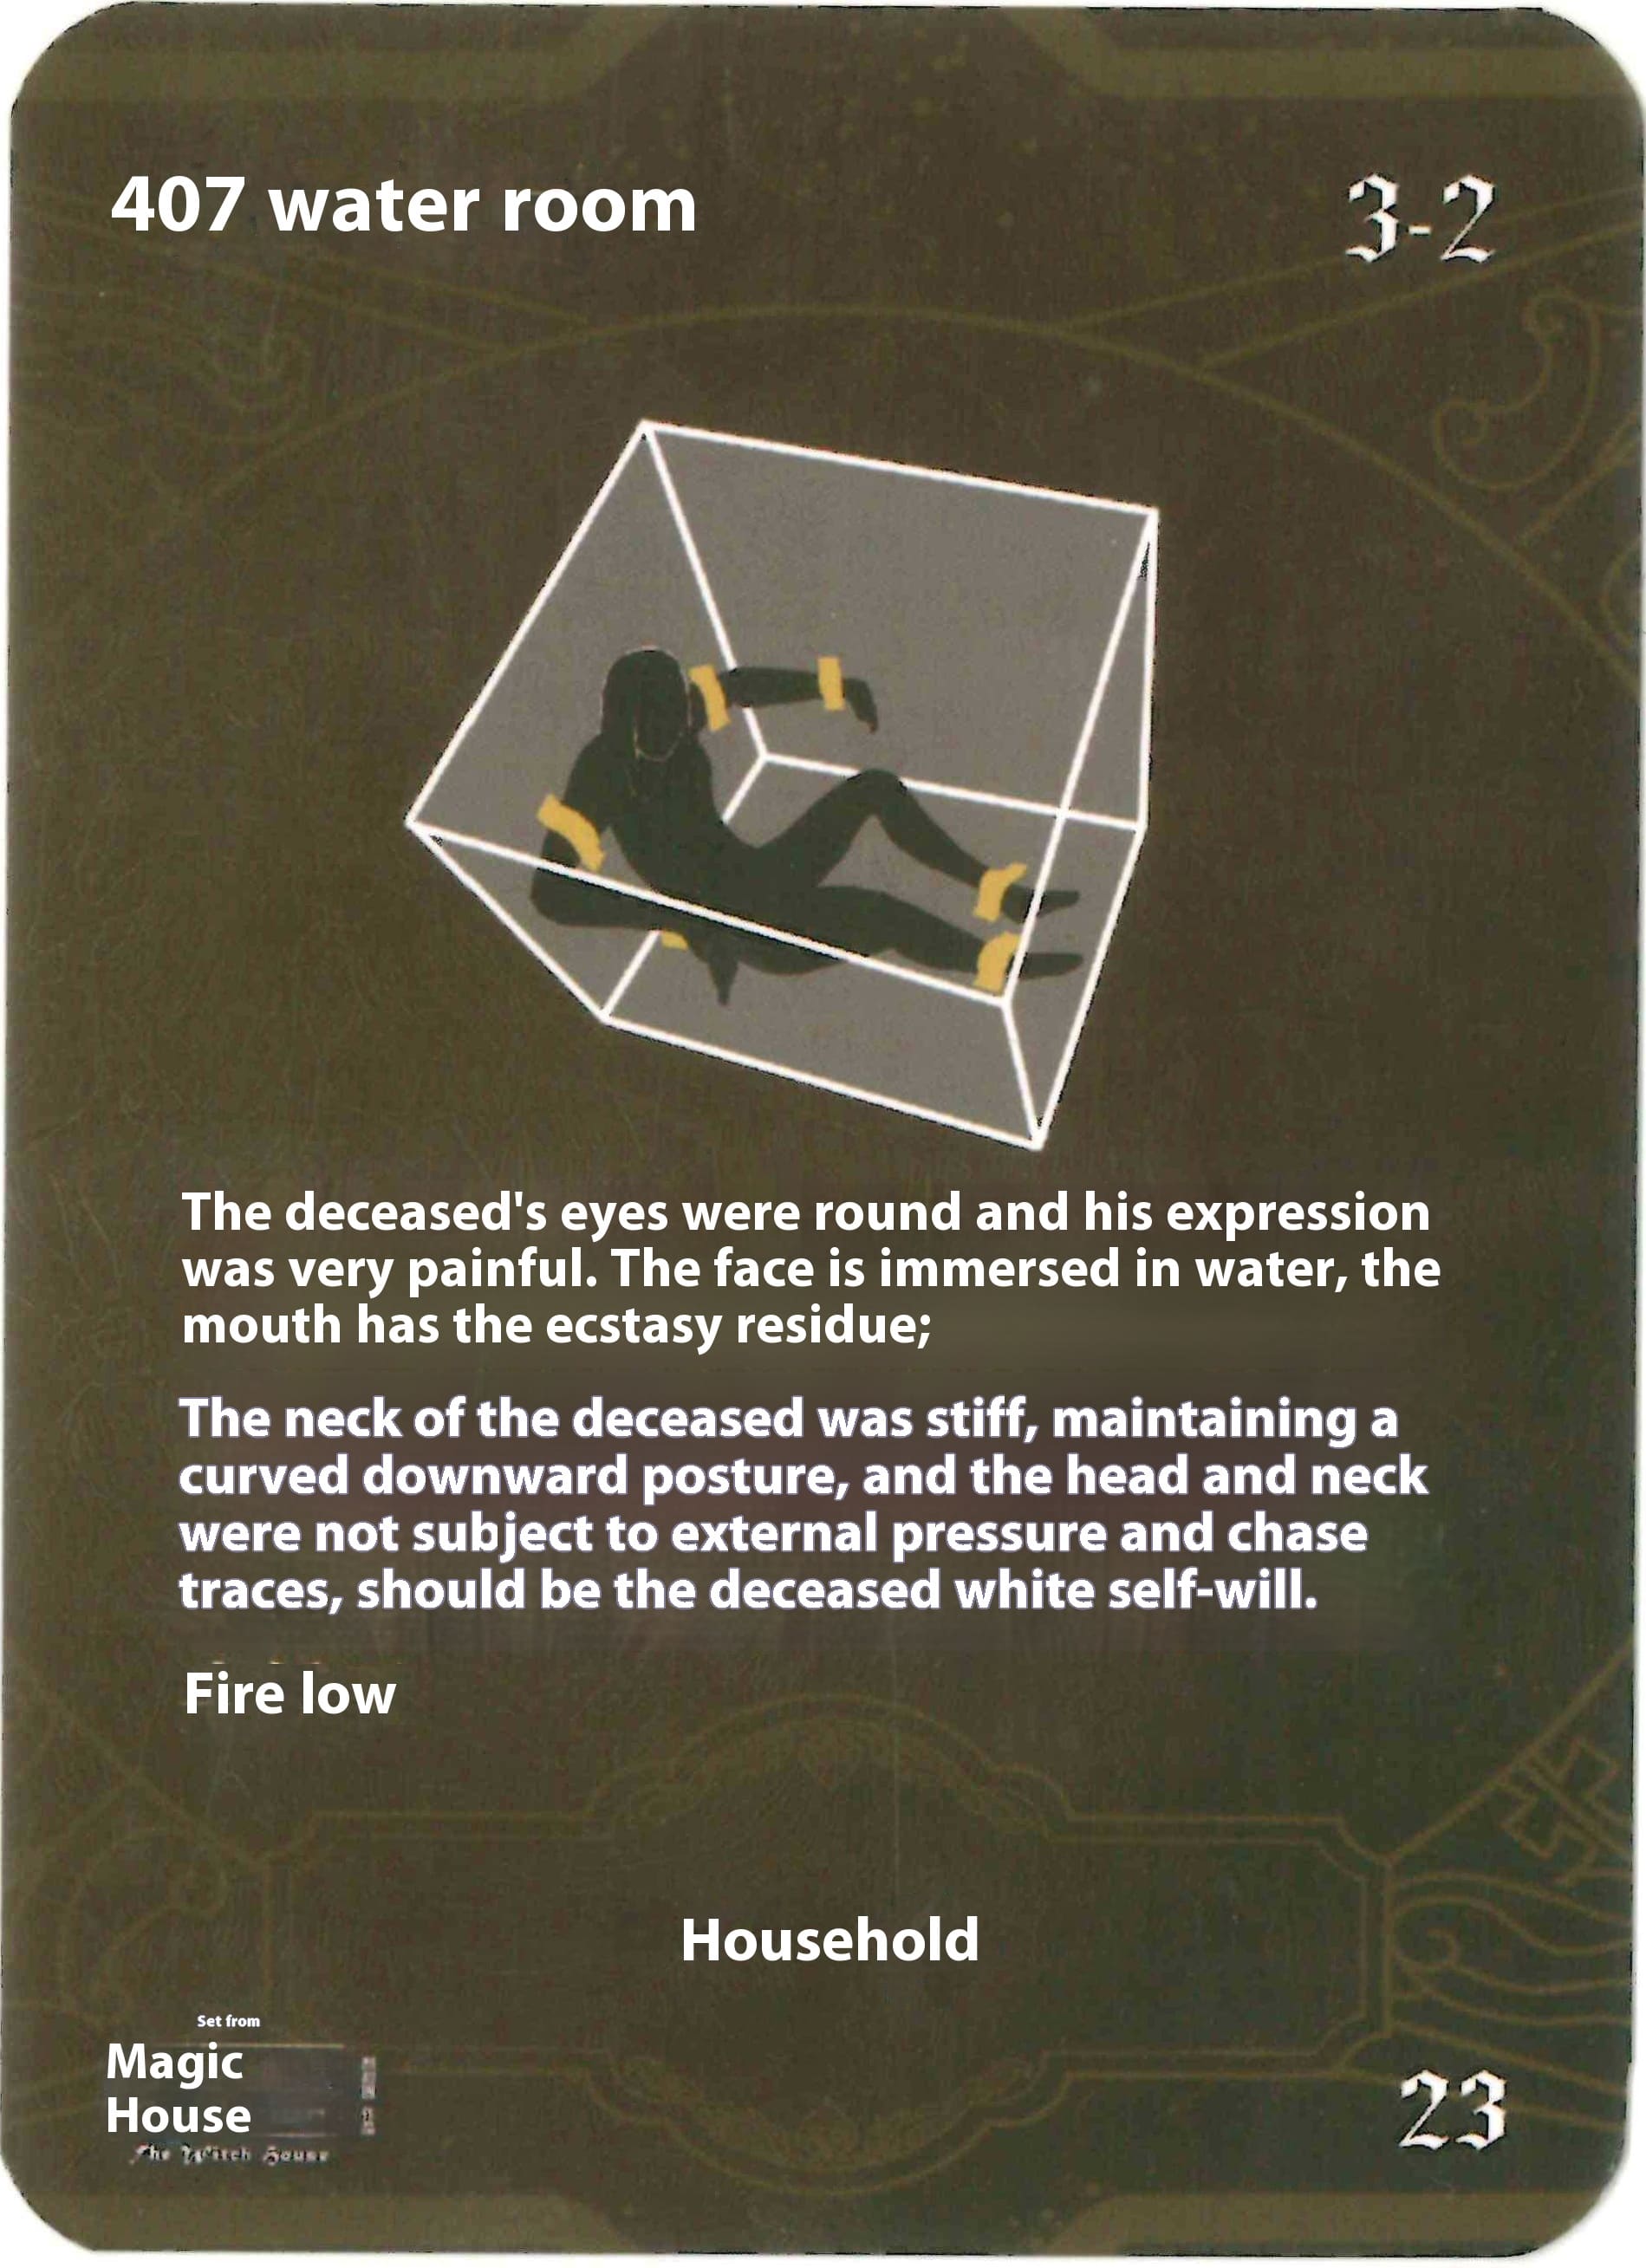 407 water room
3-2
The deceased's eyes were round and his expression
was very painful. The face is immersed in water, the
mouth has the ecstasy residue;
The neck of the deceased was stiff, maintaining a
curved downward posture, and the head and neck
were not subject to external pressure and chase
traces, should be the deceased white self-will.
Fire low
Household
Set from
Magic
House
The Witch House
23